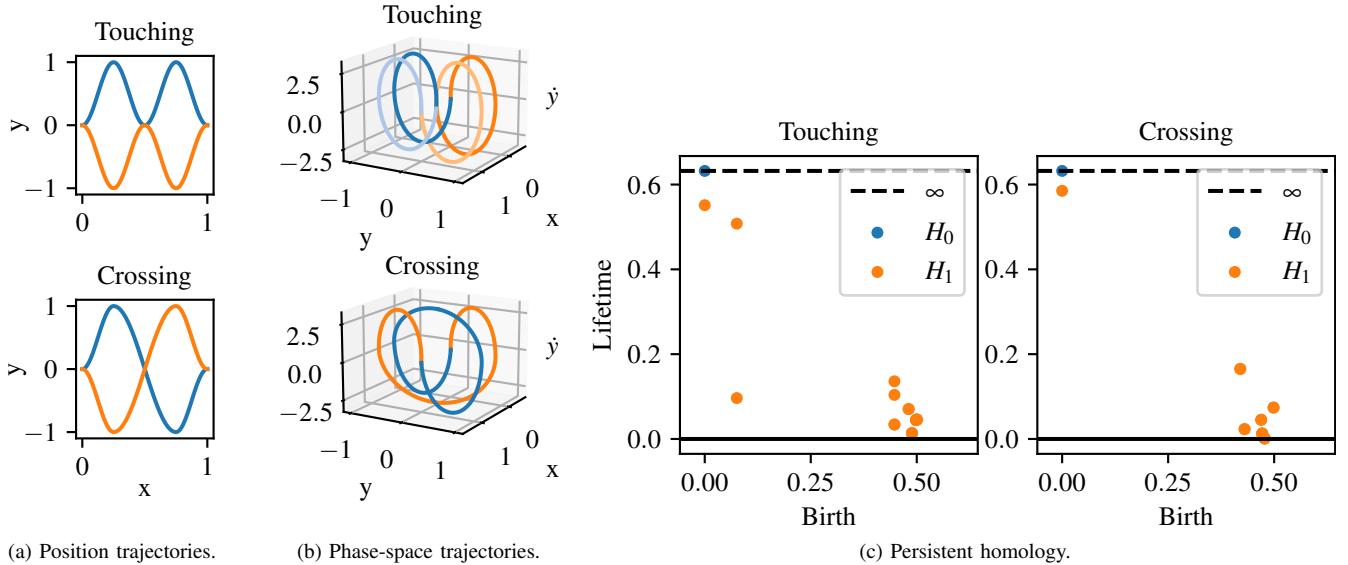 Touching
1
0
−1
y
0
1
Crossing
1
0
−1
y
0
1
x
(a) Position trajectories.
Touching
2.5
0.0
−2.5
ẏ
−1
0
1
y
1
0
x
Crossing
2.5
0.0
−2.5
ẏ
−1
0
1
y
1
0
x
(b) Phase-space trajectories.
Touching
0.6
0.4
0.2
0.0
Lifetime
∞
H₀
H₁
0.00
0.25
0.50
Birth
Crossing
0.6
0.4
0.2
0.0
∞
H₀
H₁
0.00
0.25
0.50
Birth
(c) Persistent homology.